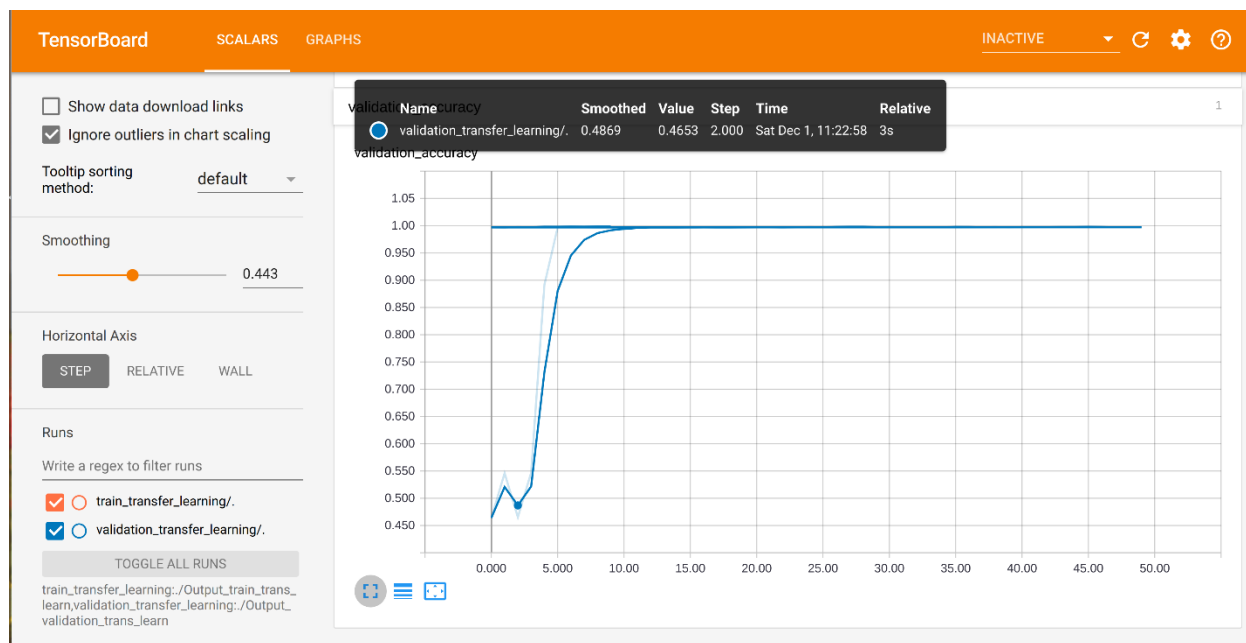 TensorBoard SCALARS GRAPHS INACTIVE
Show data download links
Ignore outliers in chart scaling
Tooltip sorting
method: default
Smoothing
0.443
Horizontal Axis
STEP RELATIVE WALL
Runs
Write a regex to filter runs
train_transfer_learning/.
validation_transfer_learning/.
TOGGLE ALL RUNS
train_transfer_learning:./Output_train_trans_
learn,validation_transfer_learning:./Output_
validation_trans_learn
validation_accuracy 1
Name Smoothed Value Step Time Relative
validation_transfer_learning/. 0.4869 0.4653 2.000 Sat Dec 1, 11:22:58 3s
validation_accuracy
1.05
1.00
0.950
0.900
0.850
0.800
0.750
0.700
0.650
0.600
0.550
0.500
0.450
0.000 5.000 10.00 15.00 20.00 25.00 30.00 35.00 40.00 45.00 50.00